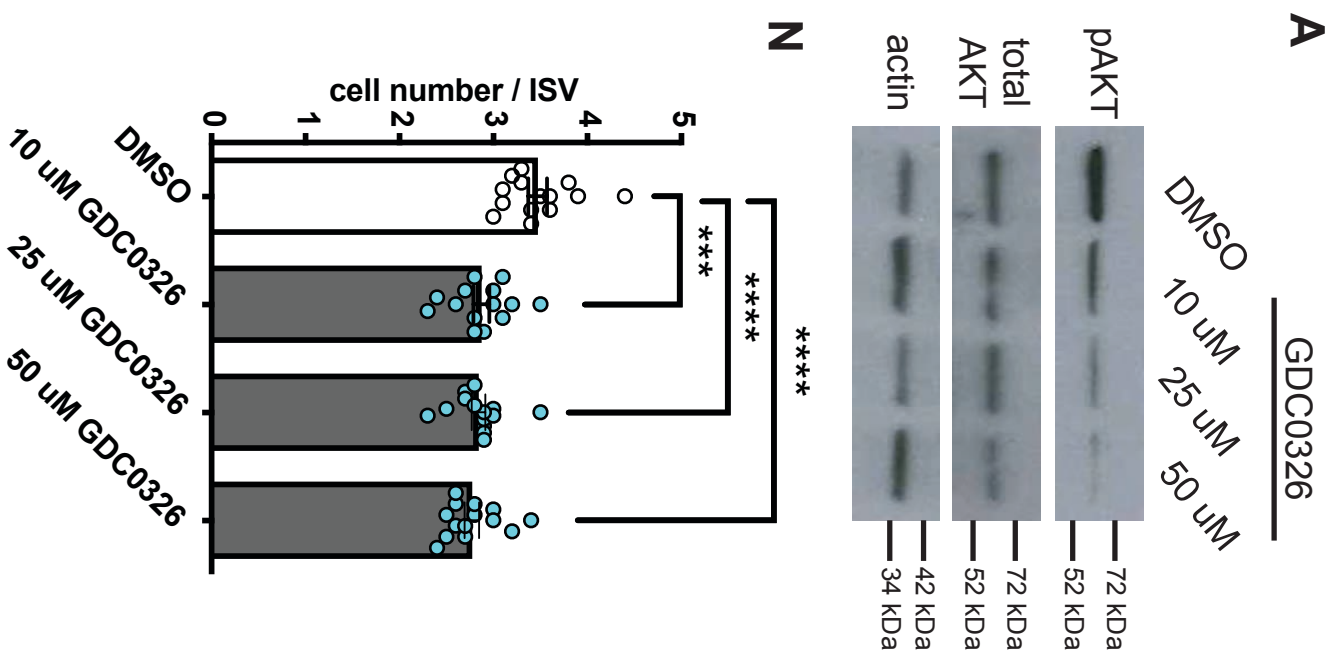 A
GDC0326
DMSO
10 uM
25 uM
50 uM
pAKT
72 kDa
52 kDa
total
AKT
72 kDa
52 kDa
actin
42 kDa
34 kDa
N
cell number / ISV
5
4
3
2
1
0
***
****
****
DMSO
10 uM GDC0326
25 uM GDC0326
50 uM GDC0326